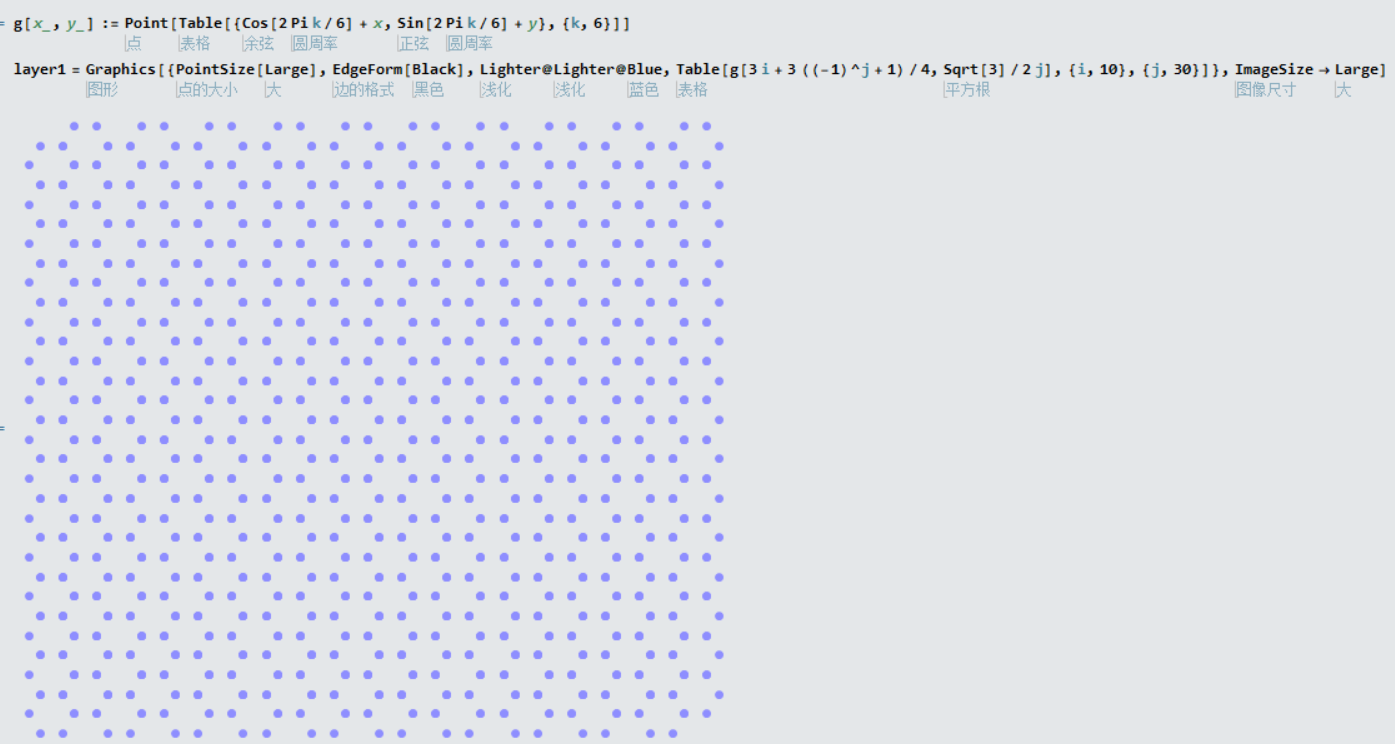 = g[x_, y_] := Point[Table[{Cos[2 Pi k / 6] + x, Sin[2 Pi k / 6] + y}, {k, 6}]]
点 表格 余弦 圆周率 正弦 圆周率
layer1 = Graphics[{PointSize[Large], EdgeForm[Black], Lighter@Lighter@Blue, Table[g[3 i + 3 ((-1)^j + 1) / 4, Sqrt[3] / 2 j], {i, 10}, {j, 30}]}, ImageSize → Large]
图形 点的大小 大 边的格式 黑色 浅化 浅化 蓝色 表格 平方根 图像尺寸 大
=